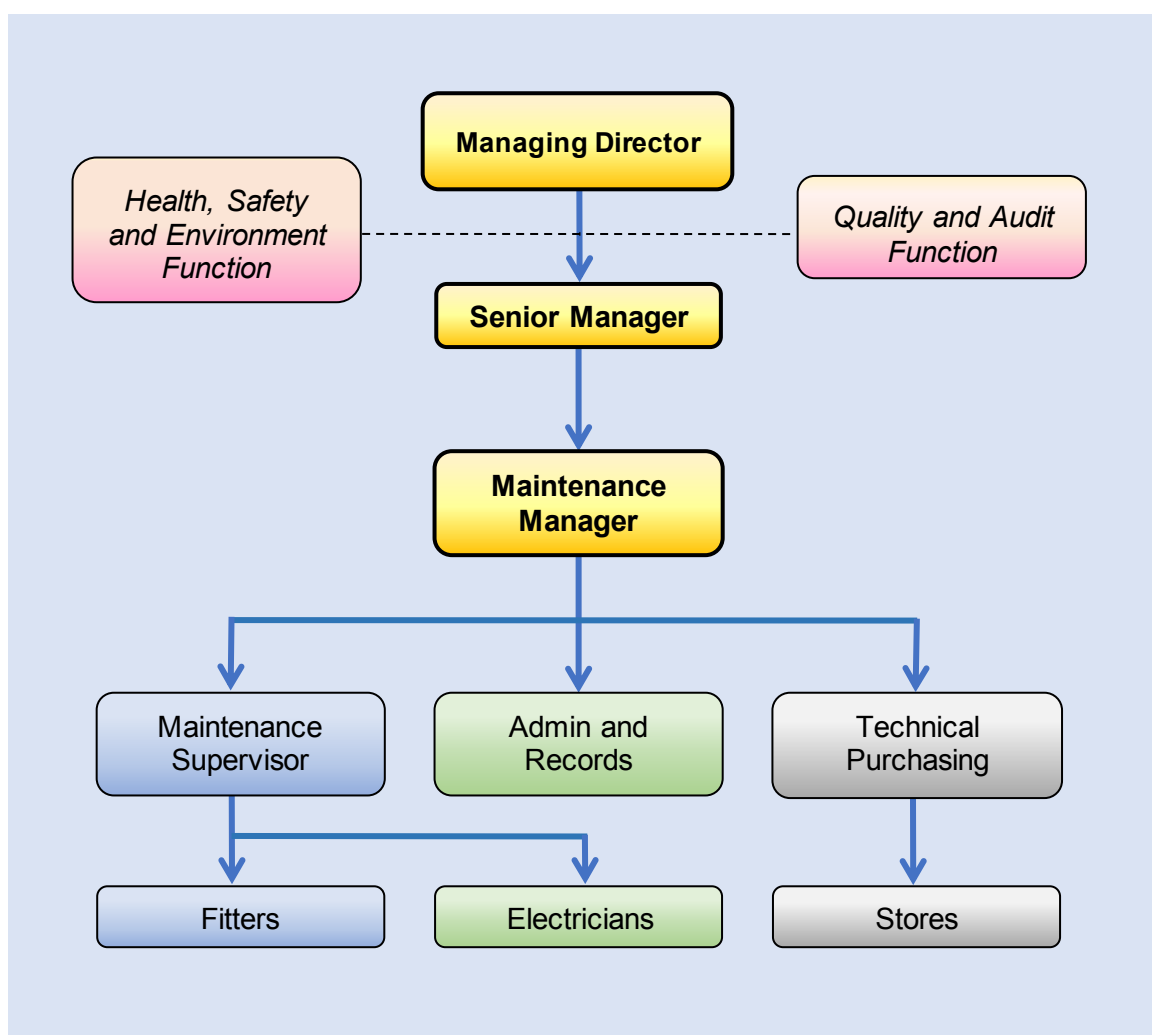 Managing Director
Health, Safety
and Environment
Function
Quality and Audit
Function
Senior Manager
Maintenance
Manager
Maintenance
Supervisor
Admin and
Records
Technical
Purchasing
Fitters
Electricians
Stores